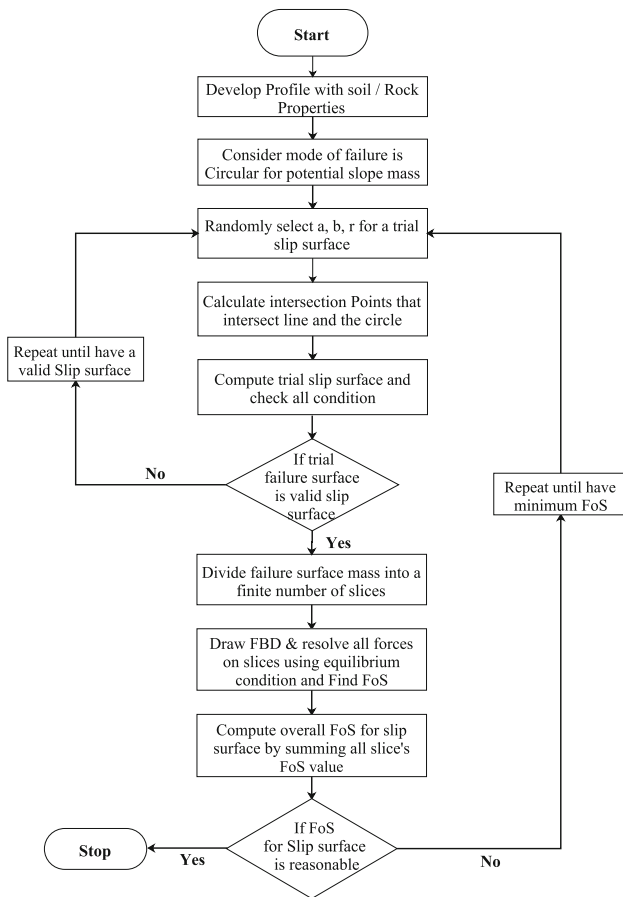 Start
Develop Profile with soil / Rock
Properties
Consider mode of failure is
Circular for potential slope mass
Randomly select a, b, r for a trial
slip surface
Calculate intersection Points that
intersect line and the circle
Repeat until have a
valid Slip surface
Compute trial slip surface and
check all condition
If trial
failure surface
is valid slip
surface
No
Repeat until have
minimum FoS
Yes
Divide failure surface mass into a
finite number of slices
Draw FBD & resolve all forces
on slices using equilibrium
condition and Find FoS
Compute overall FoS for slip
surface by summing all slice's
FoS value
If FoS
for Slip surface
is reasonable
Stop
Yes
No